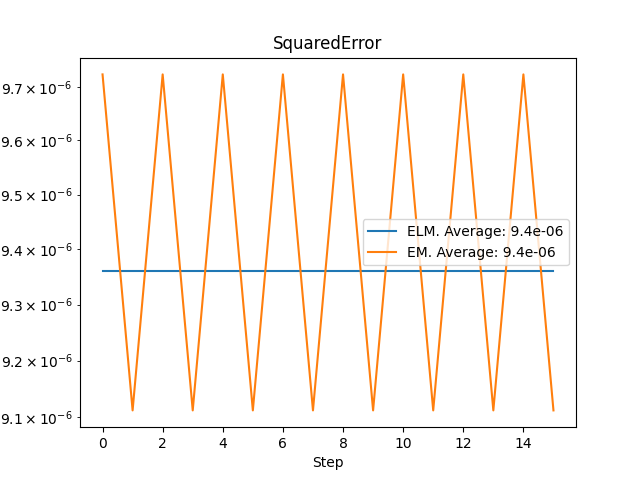 SquaredError
9.7 × 10⁻⁶
9.6 × 10⁻⁶
9.5 × 10⁻⁶
9.4 × 10⁻⁶
9.3 × 10⁻⁶
9.2 × 10⁻⁶
9.1 × 10⁻⁶
ELM. Average: 9.4e-06
EM. Average: 9.4e-06
0 2 4 6 8 10 12 14
Step